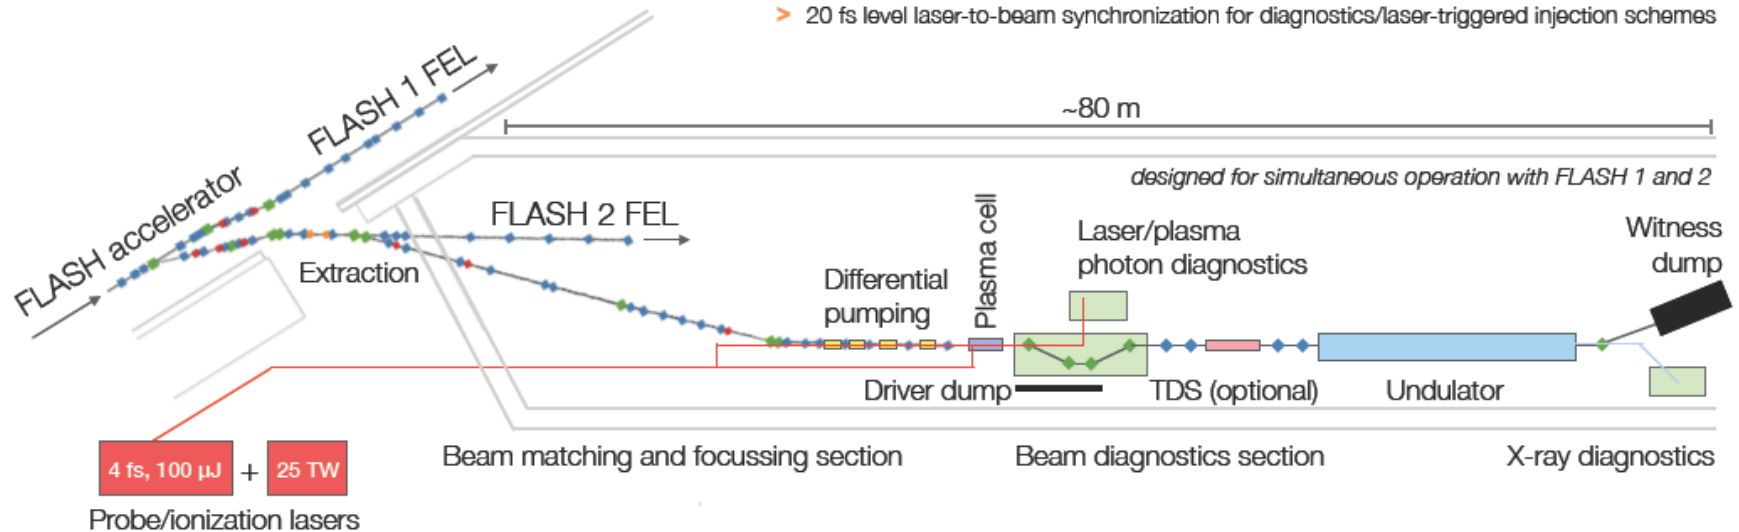 > 20 fs level laser-to-beam synchronization for diagnostics/laser-triggered injection schemes
FLASH 1 FEL
~80 m
FLASH accelerator
designed for simultaneous operation with FLASH 1 and 2
FLASH 2 FEL
Extraction
Differential
pumping
Plasma cell
Laser/plasma
photon diagnostics
Witness
dump
Driver dump
TDS (optional)
Undulator
Beam matching and focussing section
Beam diagnostics section
X-ray diagnostics
4 fs, 100 µJ + 25 TW
Probe/ionization lasers